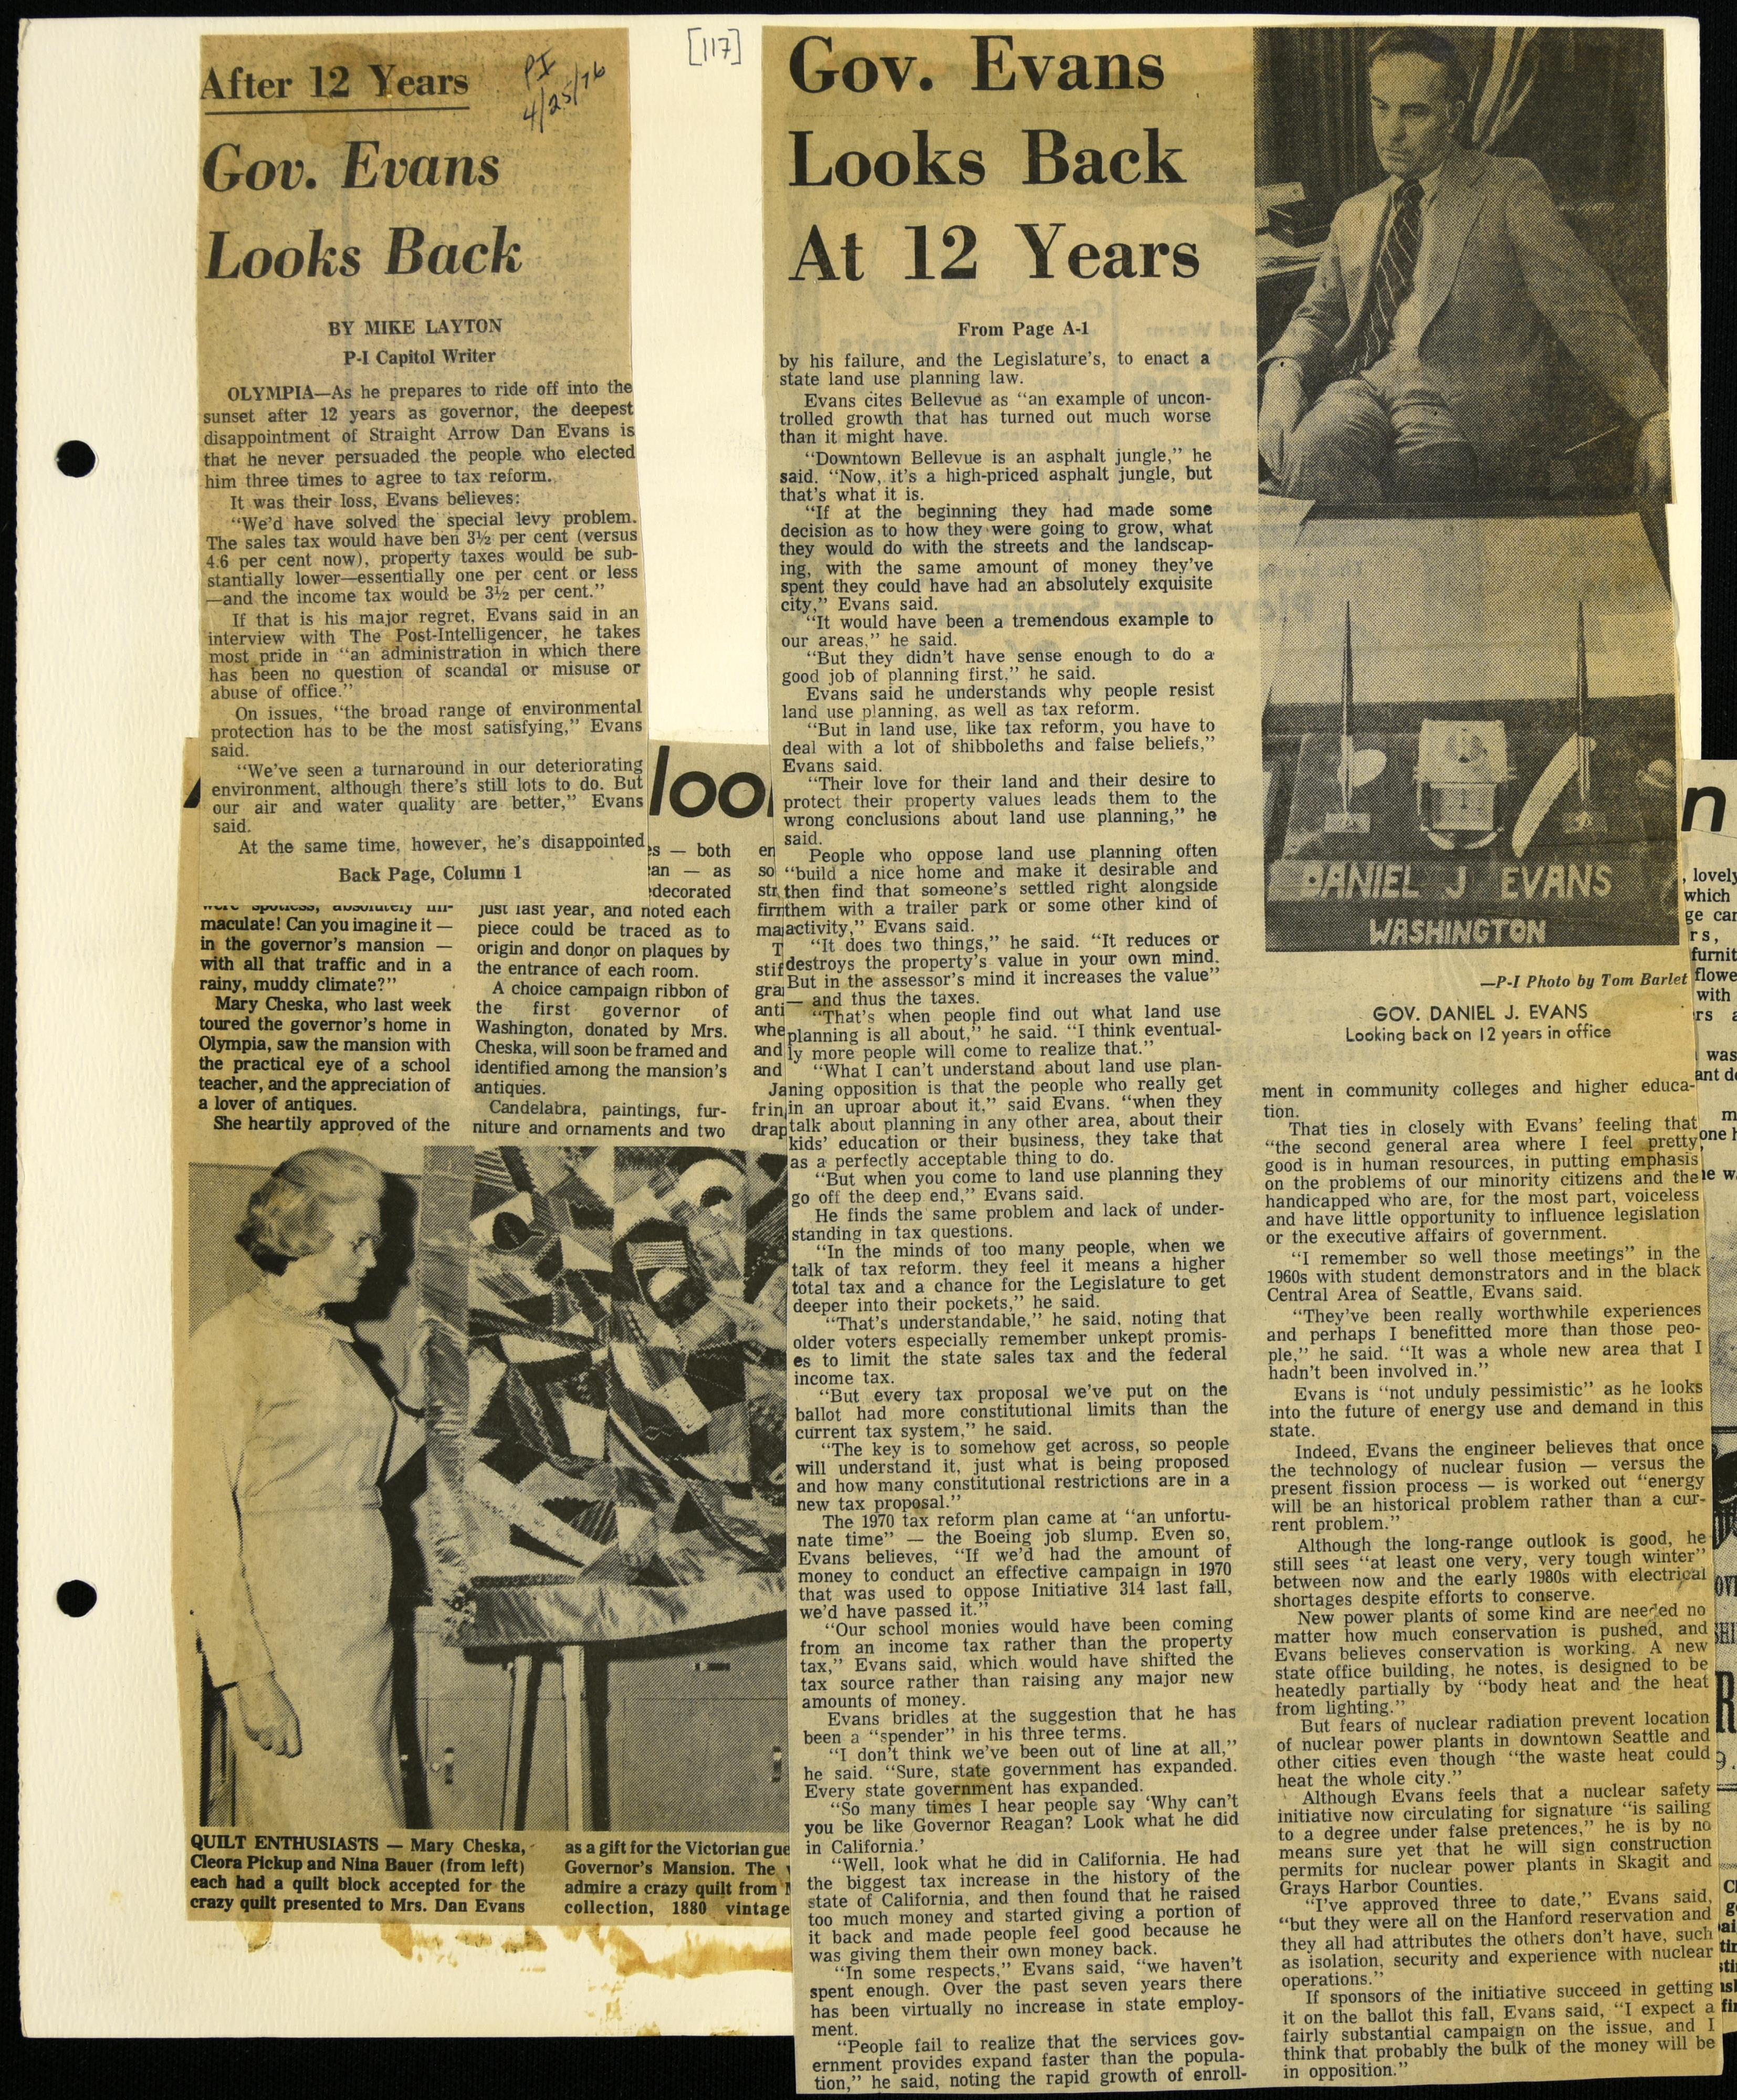 [117]
After 12 Years
PI
4/25/76
Gov. Evans
Looks Back
BY MIKE LAYTON
P-I Capitol Writer
OLYMPIA—As he prepares to ride off into the
sunset after 12 years as governor, the deepest
disappointment of Straight Arrow Dan Evans is
that he never persuaded the people who elected
him three times to agree to tax reform.
It was their loss, Evans believes:
“We’d have solved the special levy problem.
The sales tax would have ben 3½ per cent (versus
4.6 per cent now), property taxes would be sub-
stantially lower—essentially one per cent or less
—and the income tax would be 3½ per cent.”
If that is his major regret, Evans said in an
interview with The Post-Intelligencer, he takes
most pride in “an administration in which there
has been no question of scandal or misuse or
abuse of office.”
On issues, “the broad range of environmental
protection has to be the most satisfying,” Evans
said.
“We’ve seen a turnaround in our deteriorating
environment, although there’s still lots to do. But
our air and water quality are better,” Evans
said.
At the same time, however, he’s disappointed
Back Page, Column 1
Gov. Evans
Looks Back
At 12 Years
From Page A-1
by his failure, and the Legislature’s, to enact a
state land use planning law.
Evans cites Bellevue as “an example of uncon-
trolled growth that has turned out much worse
than it might have.
“Downtown Bellevue is an asphalt jungle,” he
said. “Now, it’s a high-priced asphalt jungle, but
that’s what it is.
“If at the beginning they had made some
decision as to how they were going to grow, what
they would do with the streets and the landscap-
ing, with the same amount of money they’ve
spent they could have had an absolutely exquisite
city,” Evans said.
“It would have been a tremendous example to
our areas,” he said.
“But they didn’t have sense enough to do a
good job of planning first,” he said.
Evans said he understands why people resist
land use planning, as well as tax reform.
“But in land use, like tax reform, you have to
deal with a lot of shibboleths and false beliefs,”
Evans said.
“Their love for their land and their desire to
protect their property values leads them to the
wrong conclusions about land use planning,” he
said.
People who oppose land use planning often
“build a nice home and make it desirable and
then find that someone’s settled right alongside
them with a trailer park or some other kind of
activity,” Evans said.
“It does two things,” he said. “It reduces or
destroys the property’s value in your own mind.
But in the assessor’s mind it increases the value”
— and thus the taxes.
“That’s when people find out what land use
planning is all about,” he said. “I think eventual-
ly more people will come to realize that.”
“What I can’t understand about land use plan-
ning opposition is that the people who really get
in an uproar about it,” said Evans. “when they
talk about planning in any other area, about their
kids’ education or their business, they take that
as a perfectly acceptable thing to do.
“But when you come to land use planning they
go off the deep end,” Evans said.
He finds the same problem and lack of under-
standing in tax questions.
“In the minds of too many people, when we
talk of tax reform. they feel it means a higher
total tax and a chance for the Legislature to get
deeper into their pockets,” he said.
“That’s understandable,” he said, noting that
older voters especially remember unkept promis-
es to limit the state sales tax and the federal
income tax.
“But every tax proposal we’ve put on the
ballot had more constitutional limits than the
current tax system,” he said.
“The key is to somehow get across, so people
will understand it, just what is being proposed
and how many constitutional restrictions are in a
new tax proposal.”
The 1970 tax reform plan came at “an unfortu-
nate time” — the Boeing job slump. Even so,
Evans believes, “If we’d had the amount of
money to conduct an effective campaign in 1970
that was used to oppose Initiative 314 last fall,
we’d have passed it.”
“Our school monies would have been coming
from an income tax rather than the property
tax,” Evans said, which would have shifted the
tax source rather than raising any major new
amounts of money.
Evans bridles at the suggestion that he has
been a “spender” in his three terms.
“I don’t think we’ve been out of line at all,”
he said. “Sure, state government has expanded.
Every state government has expanded.
“So many times I hear people say ‘Why can’t
you be like Governor Reagan? Look what he did
in California.’
“Well, look what he did in California. He had
the biggest tax increase in the history of the
state of California, and then found that he raised
too much money and started giving a portion of
it back and made people feel good because he
was giving them their own money back.
“In some respects,” Evans said, “we haven’t
spent enough. Over the past seven years there
has been virtually no increase in state employ-
ment.
“People fail to realize that the services gov-
ernment provides expand faster than the popula-
tion,” he said, noting the rapid growth of enroll-
DANIEL J EVANS
WASHINGTON
—P-I Photo by Tom Barlet
GOV. DANIEL J. EVANS
Looking back on 12 years in office
ment in community colleges and higher educa-
tion.
That ties in closely with Evans’ feeling that
“the second general area where I feel pretty
good is in human resources, in putting emphasis
on the problems of our minority citizens and the
handicapped who are, for the most part, voiceless
and have little opportunity to influence legislation
or the executive affairs of government.
“I remember so well those meetings” in the
1960s with student demonstrators and in the black
Central Area of Seattle, Evans said.
“They’ve been really worthwhile experiences
and perhaps I benefitted more than those peo-
ple,” he said. “It was a whole new area that I
hadn’t been involved in.”
Evans is “not unduly pessimistic” as he looks
into the future of energy use and demand in this
state.
Indeed, Evans the engineer believes that once
the technology of nuclear fusion — versus the
present fission process — is worked out “energy
will be an historical problem rather than a cur-
rent problem.”
Although the long-range outlook is good, he
still sees “at least one very, very tough winter”
between now and the early 1980s with electrical
shortages despite efforts to conserve.
New power plants of some kind are needed no
matter how much conservation is pushed, and
Evans believes conservation is working. A new
state office building, he notes, is designed to be
heatedly partially by “body heat and the heat
from lighting.”
But fears of nuclear radiation prevent location
of nuclear power plants in downtown Seattle and
other cities even though “the waste heat could
heat the whole city.”
Although Evans feels that a nuclear safety
initiative now circulating for signature “is sailing
to a degree under false pretences,” he is by no
means sure yet that he will sign construction
permits for nuclear power plants in Skagit and
Grays Harbor Counties.
“I’ve approved three to date,” Evans said,
“but they were all on the Hanford reservation and
they all had attributes the others don’t have, such
as isolation, security and experience with nuclear
operations.”
If sponsors of the initiative succeed in getting
it on the ballot this fall, Evans said, “I expect a
fairly substantial campaign on the issue, and I
think that probably the bulk of the money will be
in opposition.”
loo
n
were spotless, absolutely im-
maculate! Can you imagine it —
in the governor’s mansion —
with all that traffic and in a
rainy, muddy climate?”
Mary Cheska, who last week
toured the governor’s home in
Olympia, saw the mansion with
the practical eye of a school
teacher, and the appreciation of
a lover of antiques.
She heartily approved of the
— both
— as
just last year, and noted each
piece could be traced as to
origin and donor on plaques by
the entrance of each room.
A choice campaign ribbon of
the first governor of
Washington, donated by Mrs.
Cheska, will soon be framed and
identified among the mansion’s
antiques.
Candelabra, paintings, fur-
niture and ornaments and two
and
and
lovely
which
with
was
QUILT ENTHUSIASTS — Mary Cheska,
Cleora Pickup and Nina Bauer (from left)
each had a quilt block accepted for the
crazy quilt presented to Mrs. Dan Evans
as a gift for the Victorian
Governor’s Mansion. The
admire a crazy quilt from
collection, 1880 vintage